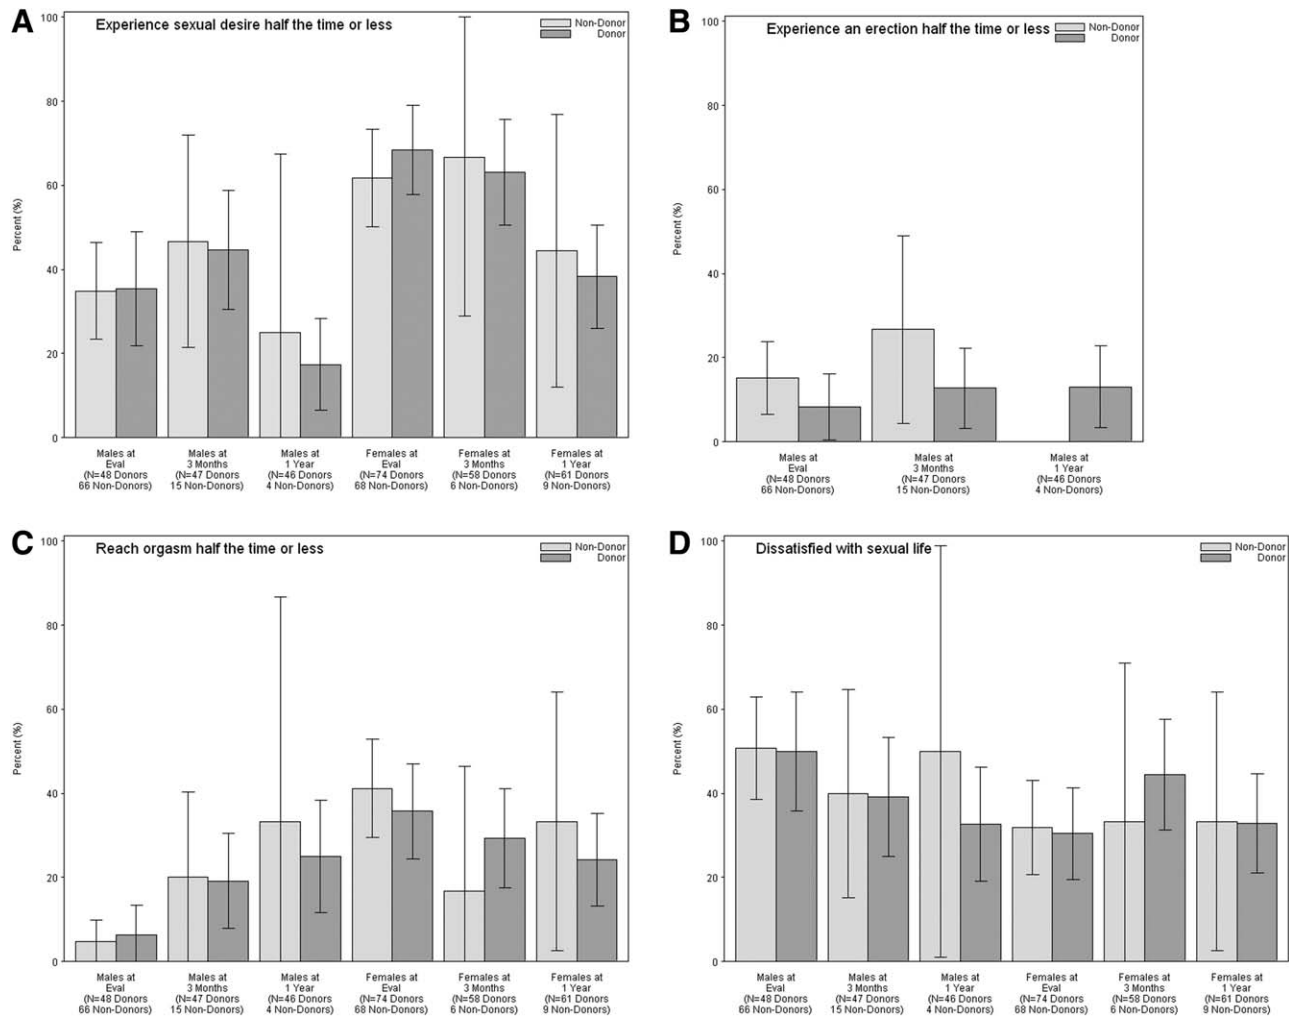 A
Experience sexual desire half the time or less
Non-Donor
Donor
Percent (%)
100
80
60
40
20
0
Males at
Eval
(N=48 Donors
66 Non-Donors)
Males at
3 Months
(N=47 Donors
15 Non-Donors)
Males at
1 Year
(N=46 Donors
4 Non-Donors)
Females at
Eval
(N=74 Donors
68 Non-Donors)
Females at
3 Months
(N=58 Donors
6 Non-Donors)
Females at
1 Year
(N=61 Donors
9 Non-Donors)
B
Experience an erection half the time or less
Non-Donor
Donor
Percent (%)
100
80
60
40
20
0
Males at
Eval
(N=48 Donors
66 Non-Donors)
Males at
3 Months
(N=47 Donors
15 Non-Donors)
Males at
1 Year
(N=46 Donors
4 Non-Donors)
C
Reach orgasm half the time or less
Non-Donor
Donor
Percent (%)
100
80
60
40
20
0
Males at
Eval
(N=48 Donors
66 Non-Donors)
Males at
3 Months
(N=47 Donors
15 Non-Donors)
Males at
1 Year
(N=46 Donors
4 Non-Donors)
Females at
Eval
(N=74 Donors
68 Non-Donors)
Females at
3 Months
(N=58 Donors
6 Non-Donors)
Females at
1 Year
(N=61 Donors
9 Non-Donors)
D
Dissatisfied with sexual life
Non-Donor
Donor
Percent (%)
100
80
60
40
20
0
Males at
Eval
(N=48 Donors
66 Non-Donors)
Males at
3 Months
(N=47 Donors
15 Non-Donors)
Males at
1 Year
(N=46 Donors
4 Non-Donors)
Females at
Eval
(N=74 Donors
68 Non-Donors)
Females at
3 Months
(N=58 Donors
6 Non-Donors)
Females at
1 Year
(N=61 Donors
9 Non-Donors)